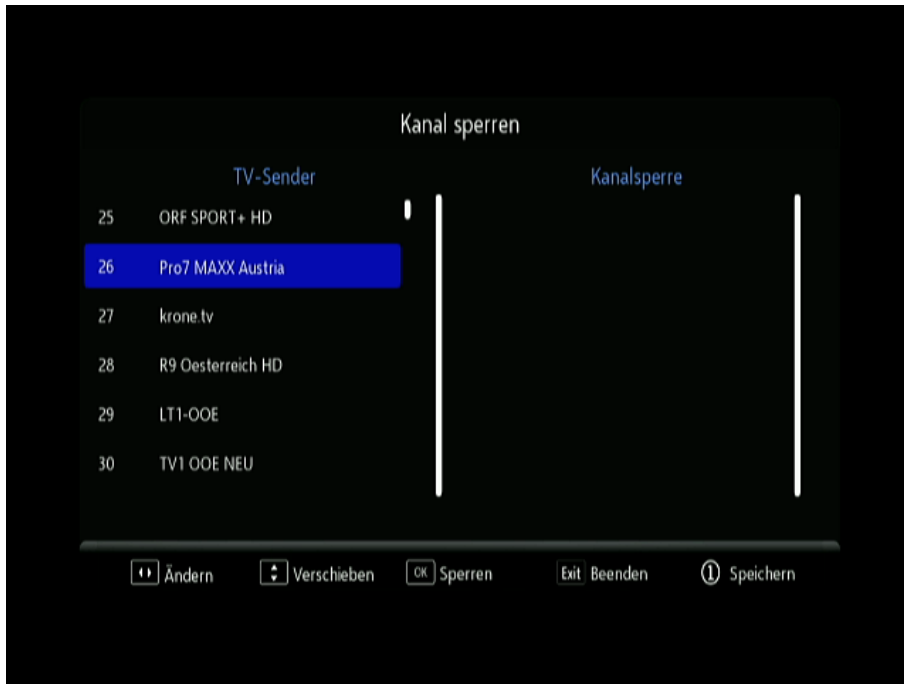 Kanal sperren
TV-Sender Kanalsperre
25 ORF SPORT+ HD
26 Pro7 MAXX Austria
27 krone.tv
28 R9 Oesterreich HD
29 LT1-OOE
30 TV1 OOE NEU
Ändern Verschieben OK Sperren Exit Beenden 1 Speichern